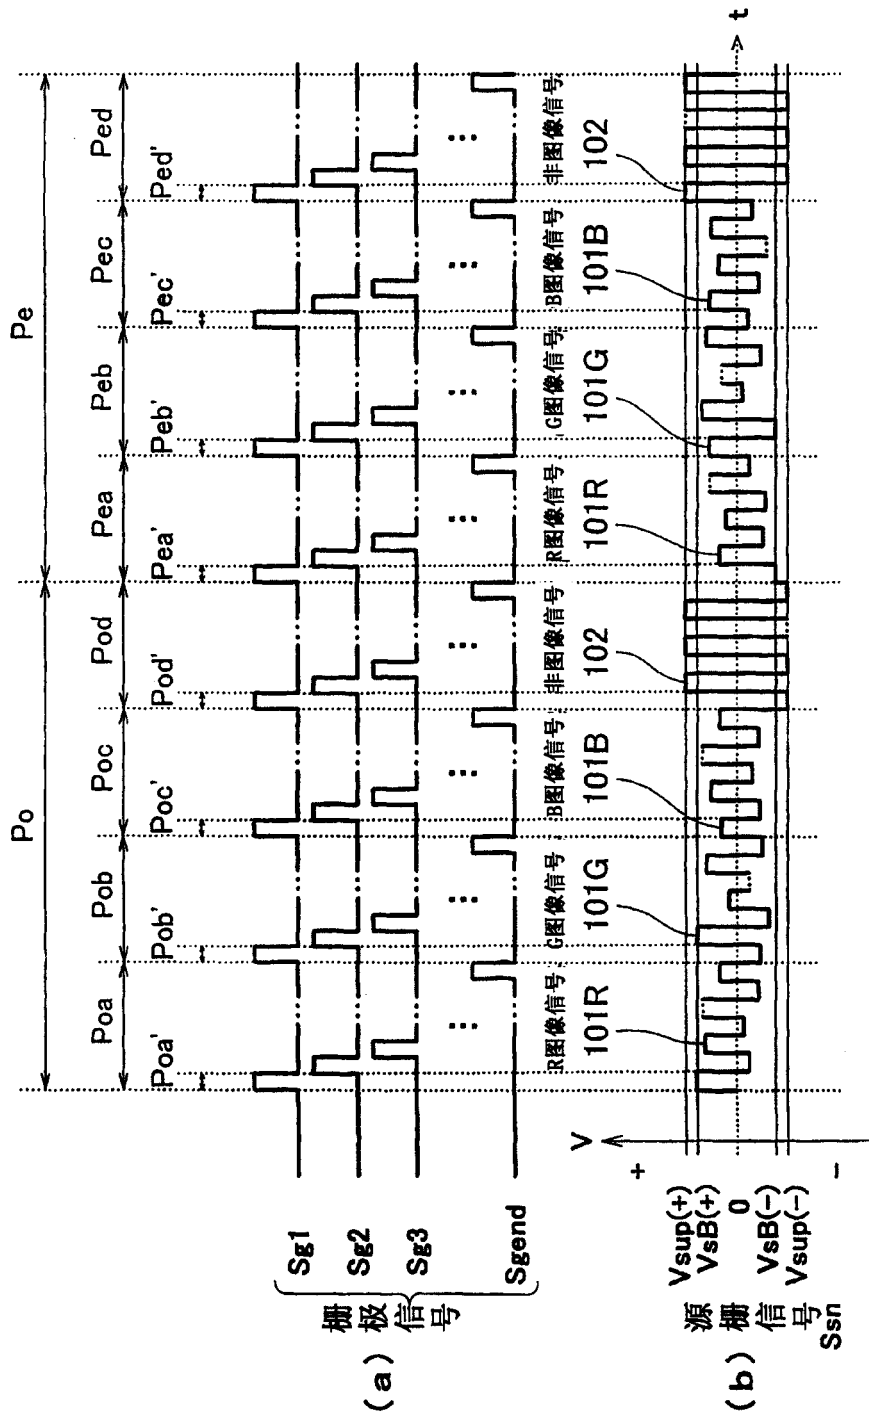 Po
Pe
Poa
Pob
Poc
Pod
Pea
Peb
Pec
Ped
Poa'
Pob'
Poc'
Pod'
Pea'
Peb'
Pec'
Ped'
(a)
栅极信号
Sg1
Sg2
Sg3
Sgend
R图像信号
G图像信号
B图像信号
非图像信号
R图像信号
G图像信号
B图像信号
非图像信号
101R
101G
101B
102
101R
101G
101B
102
V
+
-
(b)
源栅信号
Ssn
Vsup(+)
VsB(+)
0
VsB(-)
Vsup(-)
t